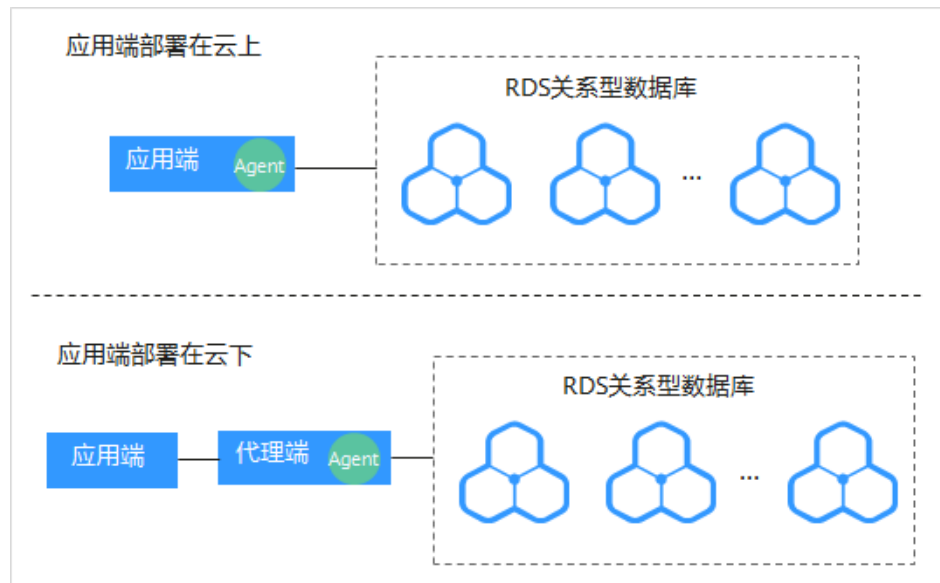 应用端部署在云上
RDS关系型数据库
应用端
Agent
...
应用端部署在云下
RDS关系型数据库
应用端
代理端
Agent
...